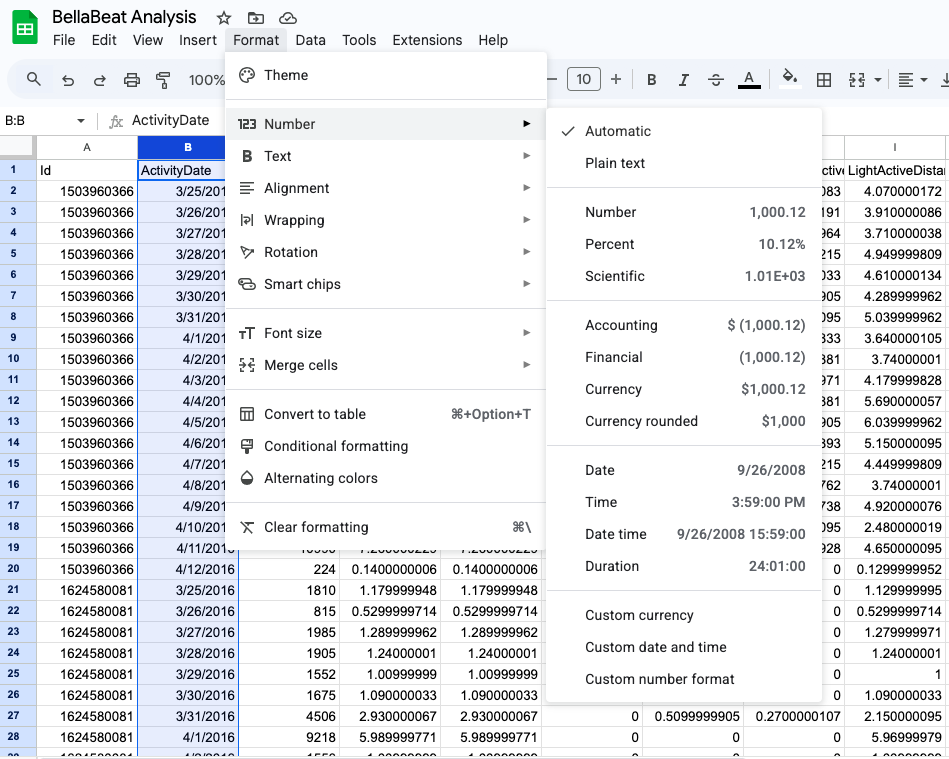 BellaBeat Analysis
File Edit View Insert Format Data Tools Extensions Help
100% 10 B I A
B:B ActivityDate
Theme
123 Number
B Text
Alignment
Wrapping
Rotation
Smart chips
Font size
Merge cells
Convert to table ⌘+Option+T
Conditional formatting
Alternating colors
Clear formatting ⌘\
Automatic
Plain text
Number 1,000.12
Percent 10.12%
Scientific 1.01E+03
Accounting $ (1,000.12)
Financial (1,000.12)
Currency $1,000.12
Currency rounded $1,000
Date 9/26/2008
Time 3:59:00 PM
Date time 9/26/2008 15:59:00
Duration 24:01:00
Custom currency
Custom date and time
Custom number format
A B I
1 Id ActivityDate LightActiveDistan
2 1503960366 3/25/201 083 4.070000172
3 1503960366 3/26/201 191 3.910000086
4 1503960366 3/27/201 964 3.710000038
5 1503960366 3/28/201 215 4.949999809
6 1503960366 3/29/201 033 4.610000134
7 1503960366 3/30/201 905 4.289999962
8 1503960366 3/31/201 095 5.039999962
9 1503960366 4/1/201 333 3.640000105
10 1503960366 4/2/201 381 3.74000001
11 1503960366 4/3/201 971 4.179999828
12 1503960366 4/4/201 381 5.690000057
13 1503960366 4/5/201 905 6.039999962
14 1503960366 4/6/201 393 5.150000095
15 1503960366 4/7/201 215 4.449999809
16 1503960366 4/8/201 762 3.74000001
17 1503960366 4/9/201 738 4.920000076
18 1503960366 4/10/201 095 2.480000019
19 1503960366 4/11/201 928 4.650000095
20 1503960366 4/12/2016 224 0.1400000006 0.1400000006 0 0.1299999952
21 1624580081 3/25/2016 1810 1.179999948 1.179999948 0 1.129999995
22 1624580081 3/26/2016 815 0.5299999714 0.5299999714 0 0.5299999714
23 1624580081 3/27/2016 1985 1.289999962 1.289999962 0 1.279999971
24 1624580081 3/28/2016 1905 1.24000001 1.24000001 0 1.24000001
25 1624580081 3/29/2016 1552 1.00999999 1.00999999 0 1
26 1624580081 3/30/2016 1675 1.090000033 1.090000033 0 1.090000033
27 1624580081 3/31/2016 4506 2.930000067 2.930000067 0 0.5099999905 0.2700000107 2.150000095
28 1624580081 4/1/2016 9218 5.989999771 5.989999771 0 0 0 5.96999979